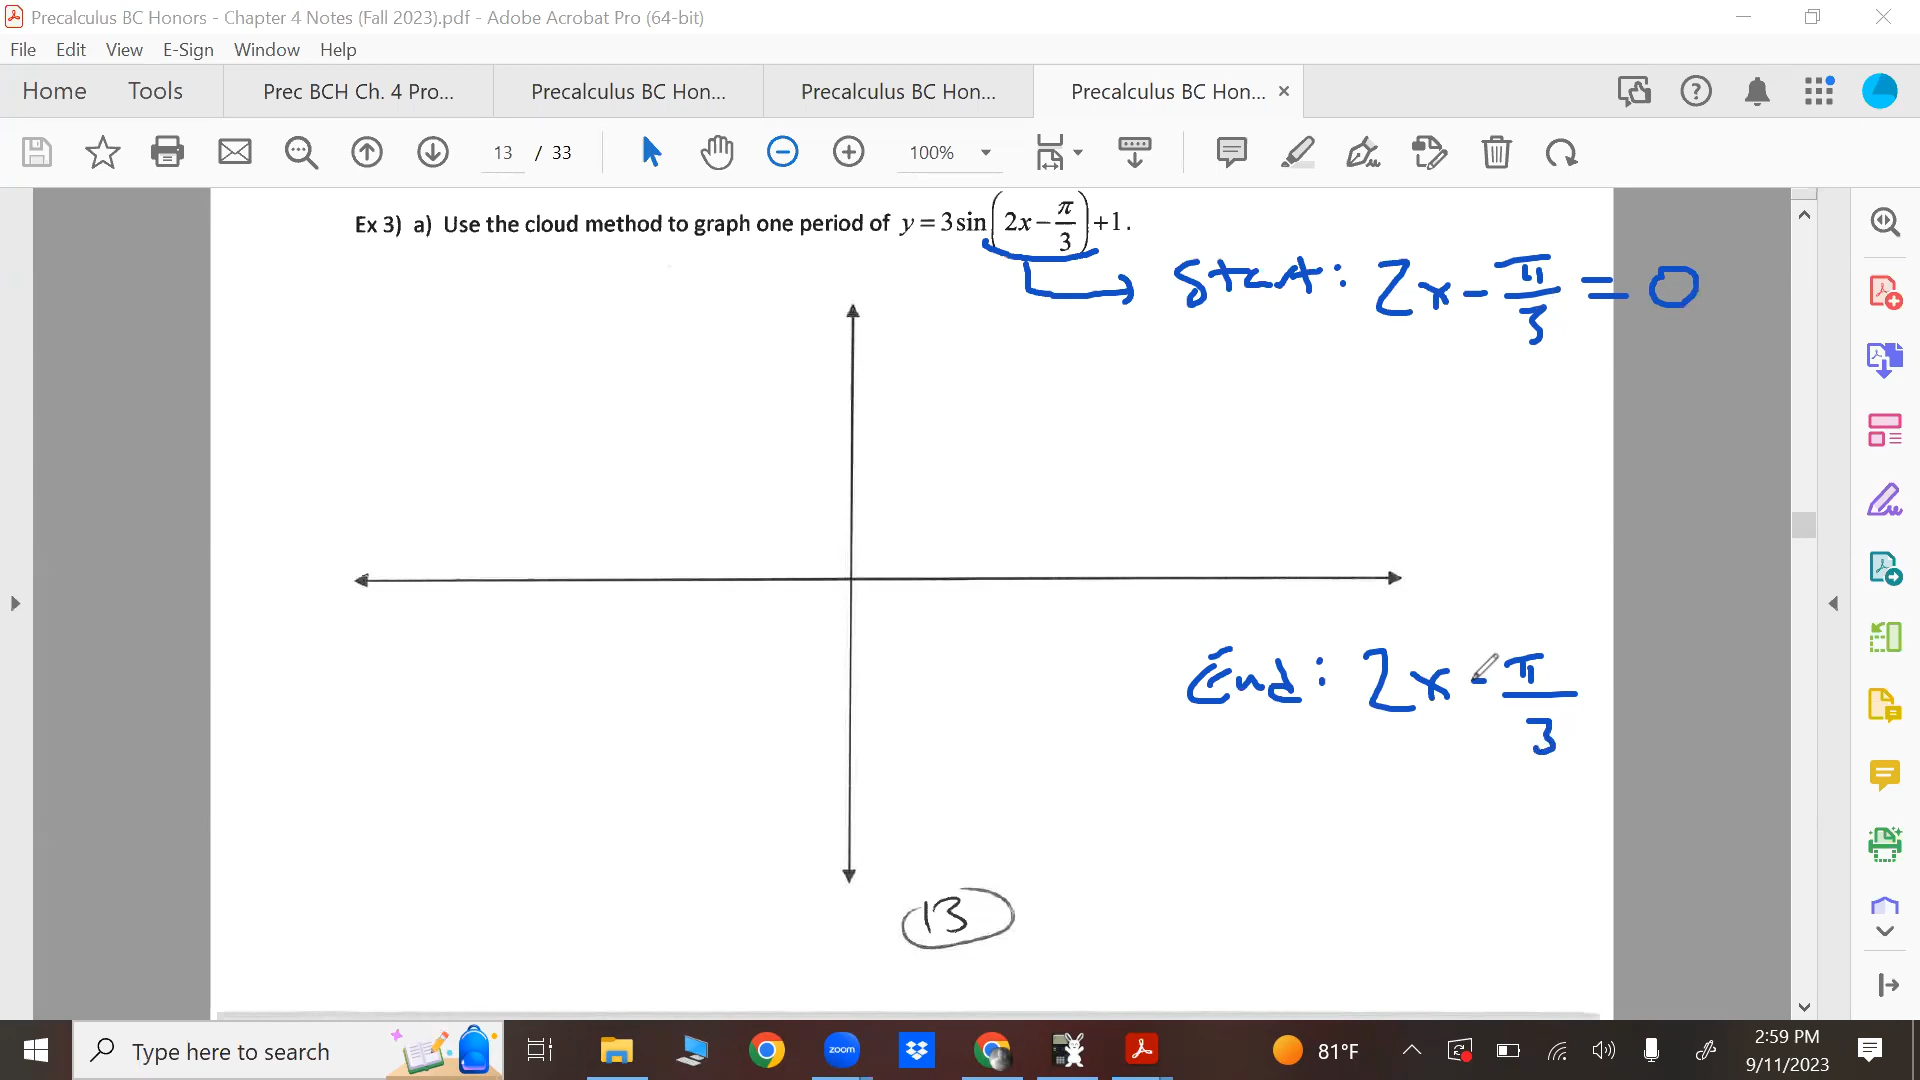 Precalculus BC Honors - Chapter 4 Notes (Fall 2023).pdf - Adobe Acrobat Pro (64-bit)
File Edit View E-Sign Window Help
Home Tools Prec BCH Ch. 4 Pro... Precalculus BC Hon... Precalculus BC Hon... Precalculus BC Hon... ×
13 / 33 100%
Ex 3) a) Use the cloud method to graph one period of y = 3 sin(2x − π/3) + 1.
Start: 2x − π/3 = 0
End: 2x - π/3
13
Type here to search zoom 81°F 2:59 PM
9/11/2023